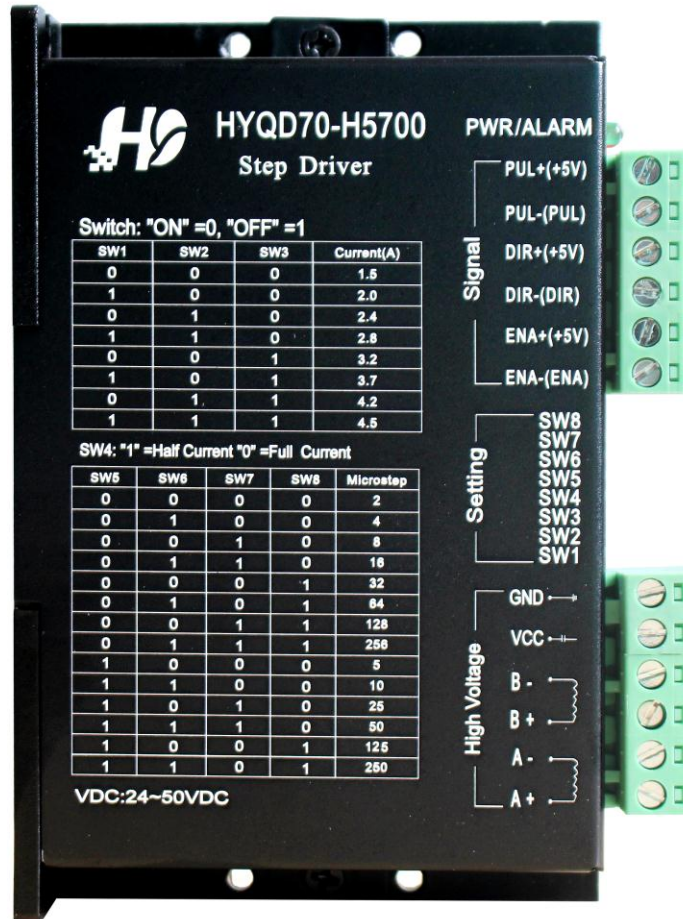 HYQD70-H5700
Step Driver
Switch: "ON" =0, "OFF" =1
SW1 SW2 SW3 Current(A)
0 0 0 1.5
1 0 0 2.0
0 1 0 2.4
1 1 0 2.8
0 0 1 3.2
1 0 1 3.7
0 1 1 4.2
1 1 1 4.5
SW4: "1" =Half Current "0" =Full Current
SW5 SW6 SW7 SW8 Microstep
0 0 0 0 2
0 1 0 0 4
0 0 1 0 8
0 1 1 0 16
0 0 0 1 32
0 1 0 1 64
0 0 1 1 128
0 1 1 1 256
1 0 0 0 5
1 1 0 0 10
1 0 1 0 25
1 1 1 0 50
1 0 0 1 125
1 1 0 1 250
VDC:24~50VDC
PWR/ALARM
Signal
PUL+(+5V)
PUL-(PUL)
DIR+(+5V)
DIR-(DIR)
ENA+(+5V)
ENA-(ENA)
Setting
SW8
SW7
SW6
SW5
SW4
SW3
SW2
SW1
High Voltage
GND
VCC
B -
B +
A -
A +